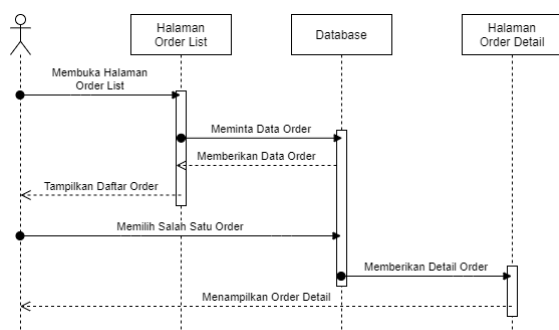 Halaman
Order List
Database
Halaman
Order Detail
Membuka Halaman
Order List
Meminta Data Order
Memberikan Data Order
Tampilkan Daftar Order
Memilih Salah Satu Order
Memberikan Detail Order
Menampilkan Order Detail